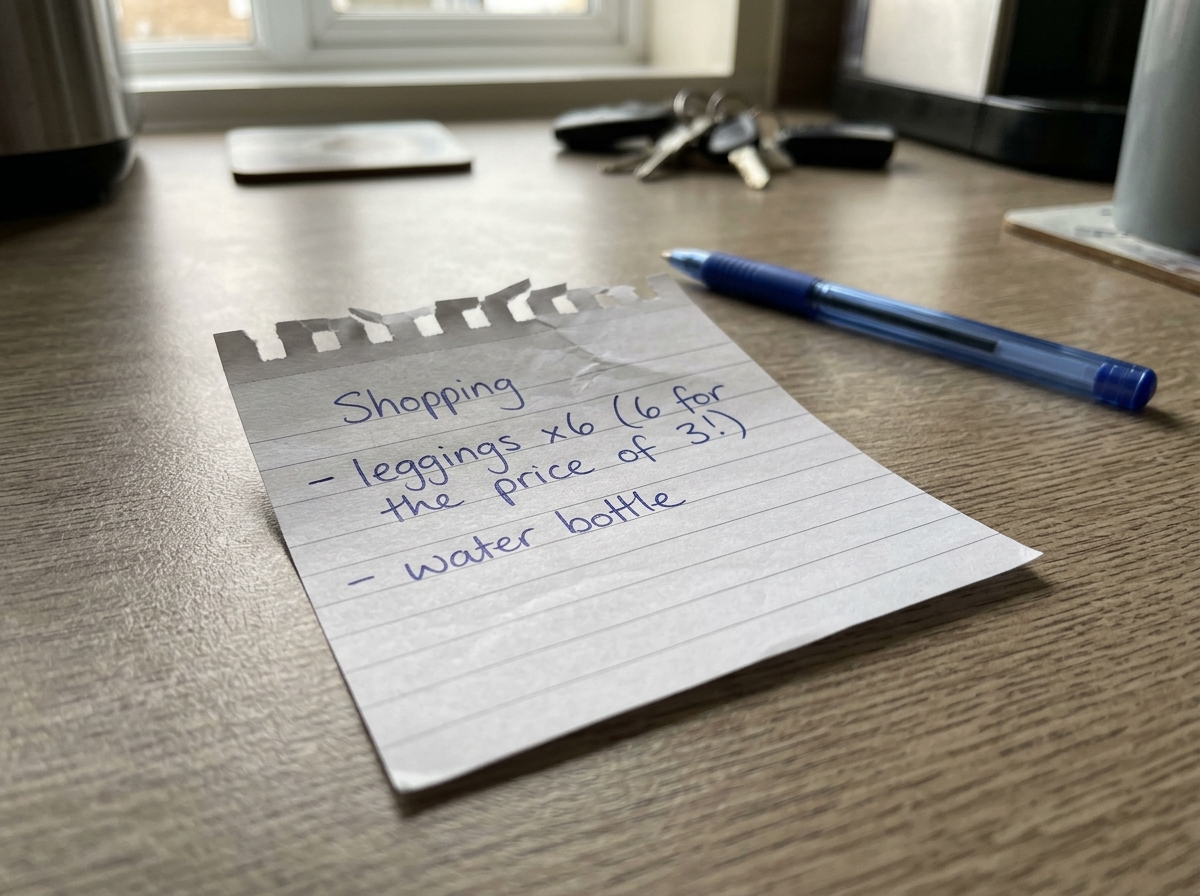 Shopping
- leggings x6 (6 for
the price of 3!)
- water bottle